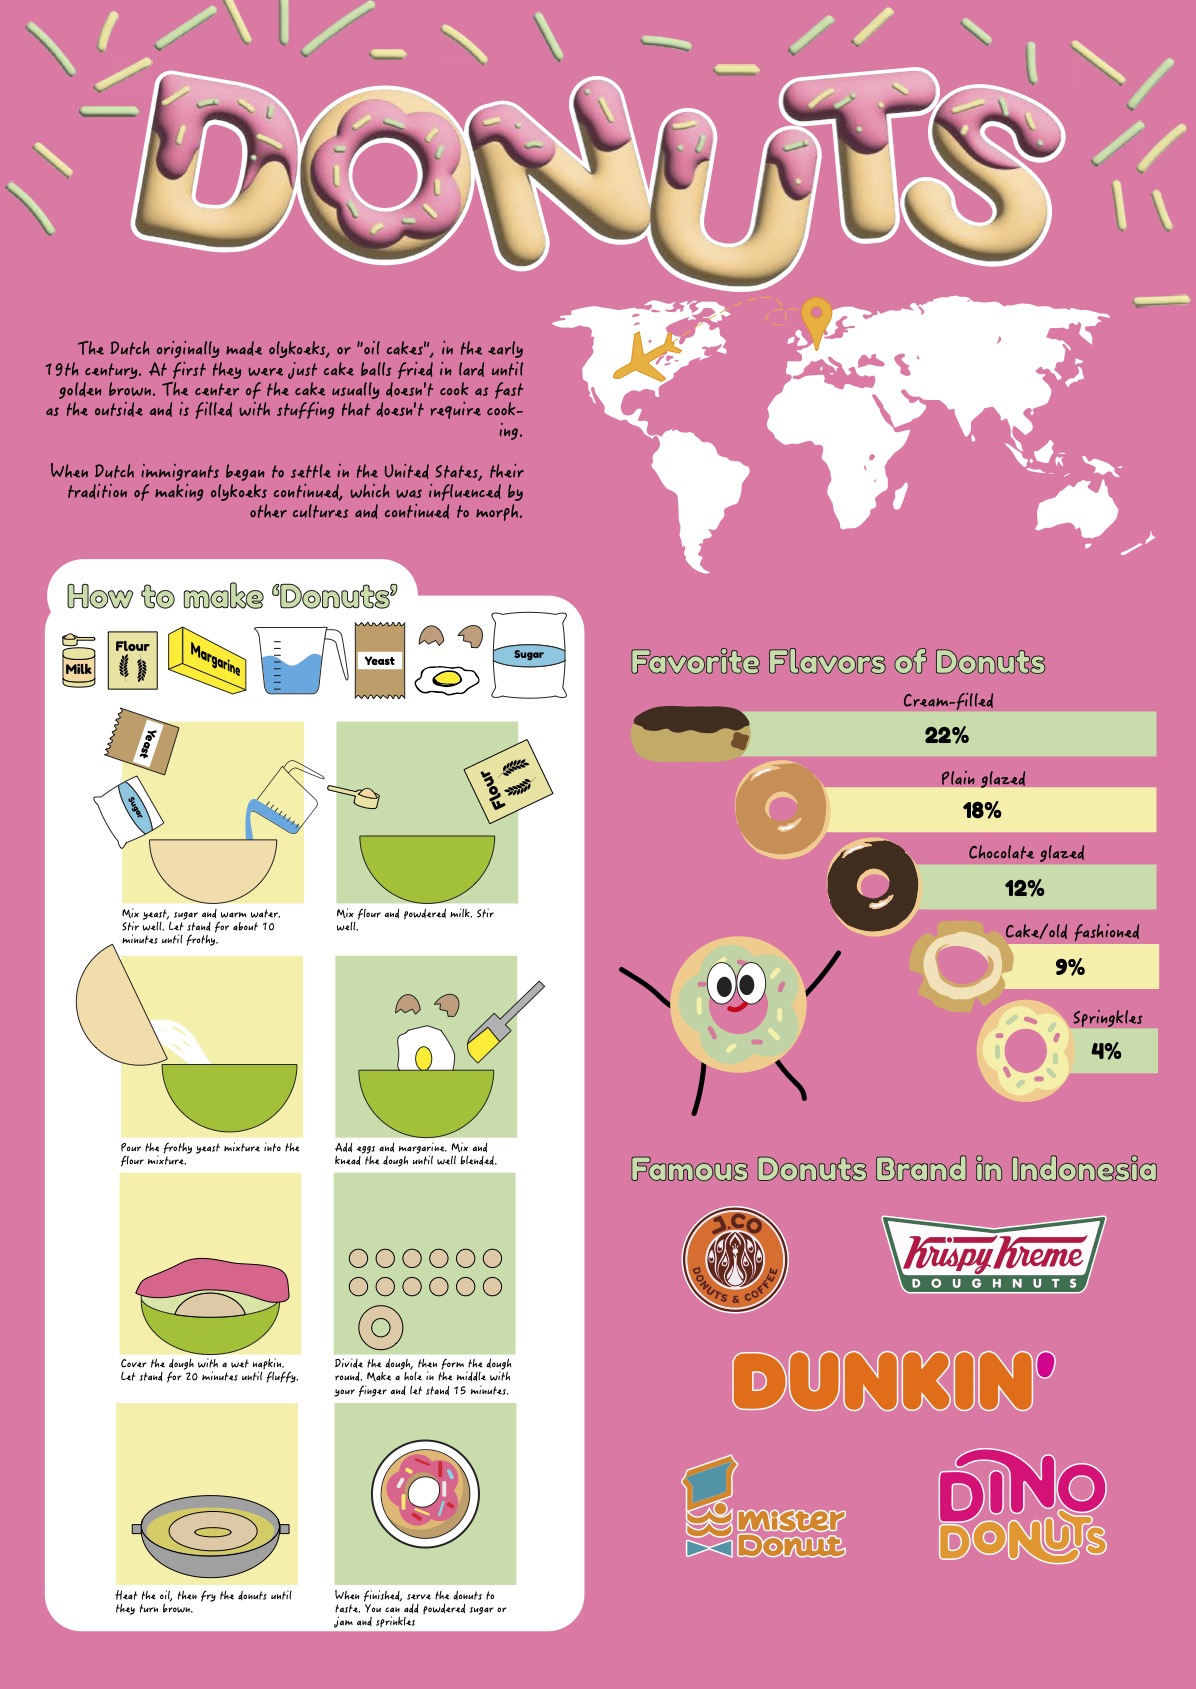 DONUTS
The Dutch originally made olykoeks, or "oil cakes", in the early
19th century. At first they were just cake balls fried in lard until
golden brown. The center of the cake usually doesn't cook as fast
as the outside and is filled with stuffing that doesn't require cook-
ing.
When Dutch immigrants began to settle in the United States, their
tradition of making olykoeks continued, which was influenced by
other cultures and continued to morph.
How to make ‘Donuts’
Milk
Flour
Margarine
Yeast
Sugar
Yeast
Sugar
Flour
Mix yeast, sugar and warm water.
Stir well. Let stand for about 10
minutes until frothy.
Mix flour and powdered milk. Stir
well.
Pour the frothy yeast mixture into the
flour mixture.
Add eggs and margarine. Mix and
knead the dough until well blended.
Cover the dough with a wet napkin.
Let stand for 20 minutes until fluffy.
Divide the dough, then form the dough
round. Make a hole in the middle with
your finger and let stand 15 minutes.
Heat the oil, then fry the donuts until
they turn brown.
When finished, serve the donuts to
taste. You can add powdered sugar or
jam and sprinkles
Favorite Flavors of Donuts
Cream-filled
22%
Plain glazed
18%
Chocolate glazed
12%
Cake/old fashioned
9%
Springkles
4%
Famous Donuts Brand in Indonesia
J.CO
DONUTS & COFFEE
Krispy Kreme
DOUGHNUTS
DUNKIN'
mister
Donut
DINO
DONUTS